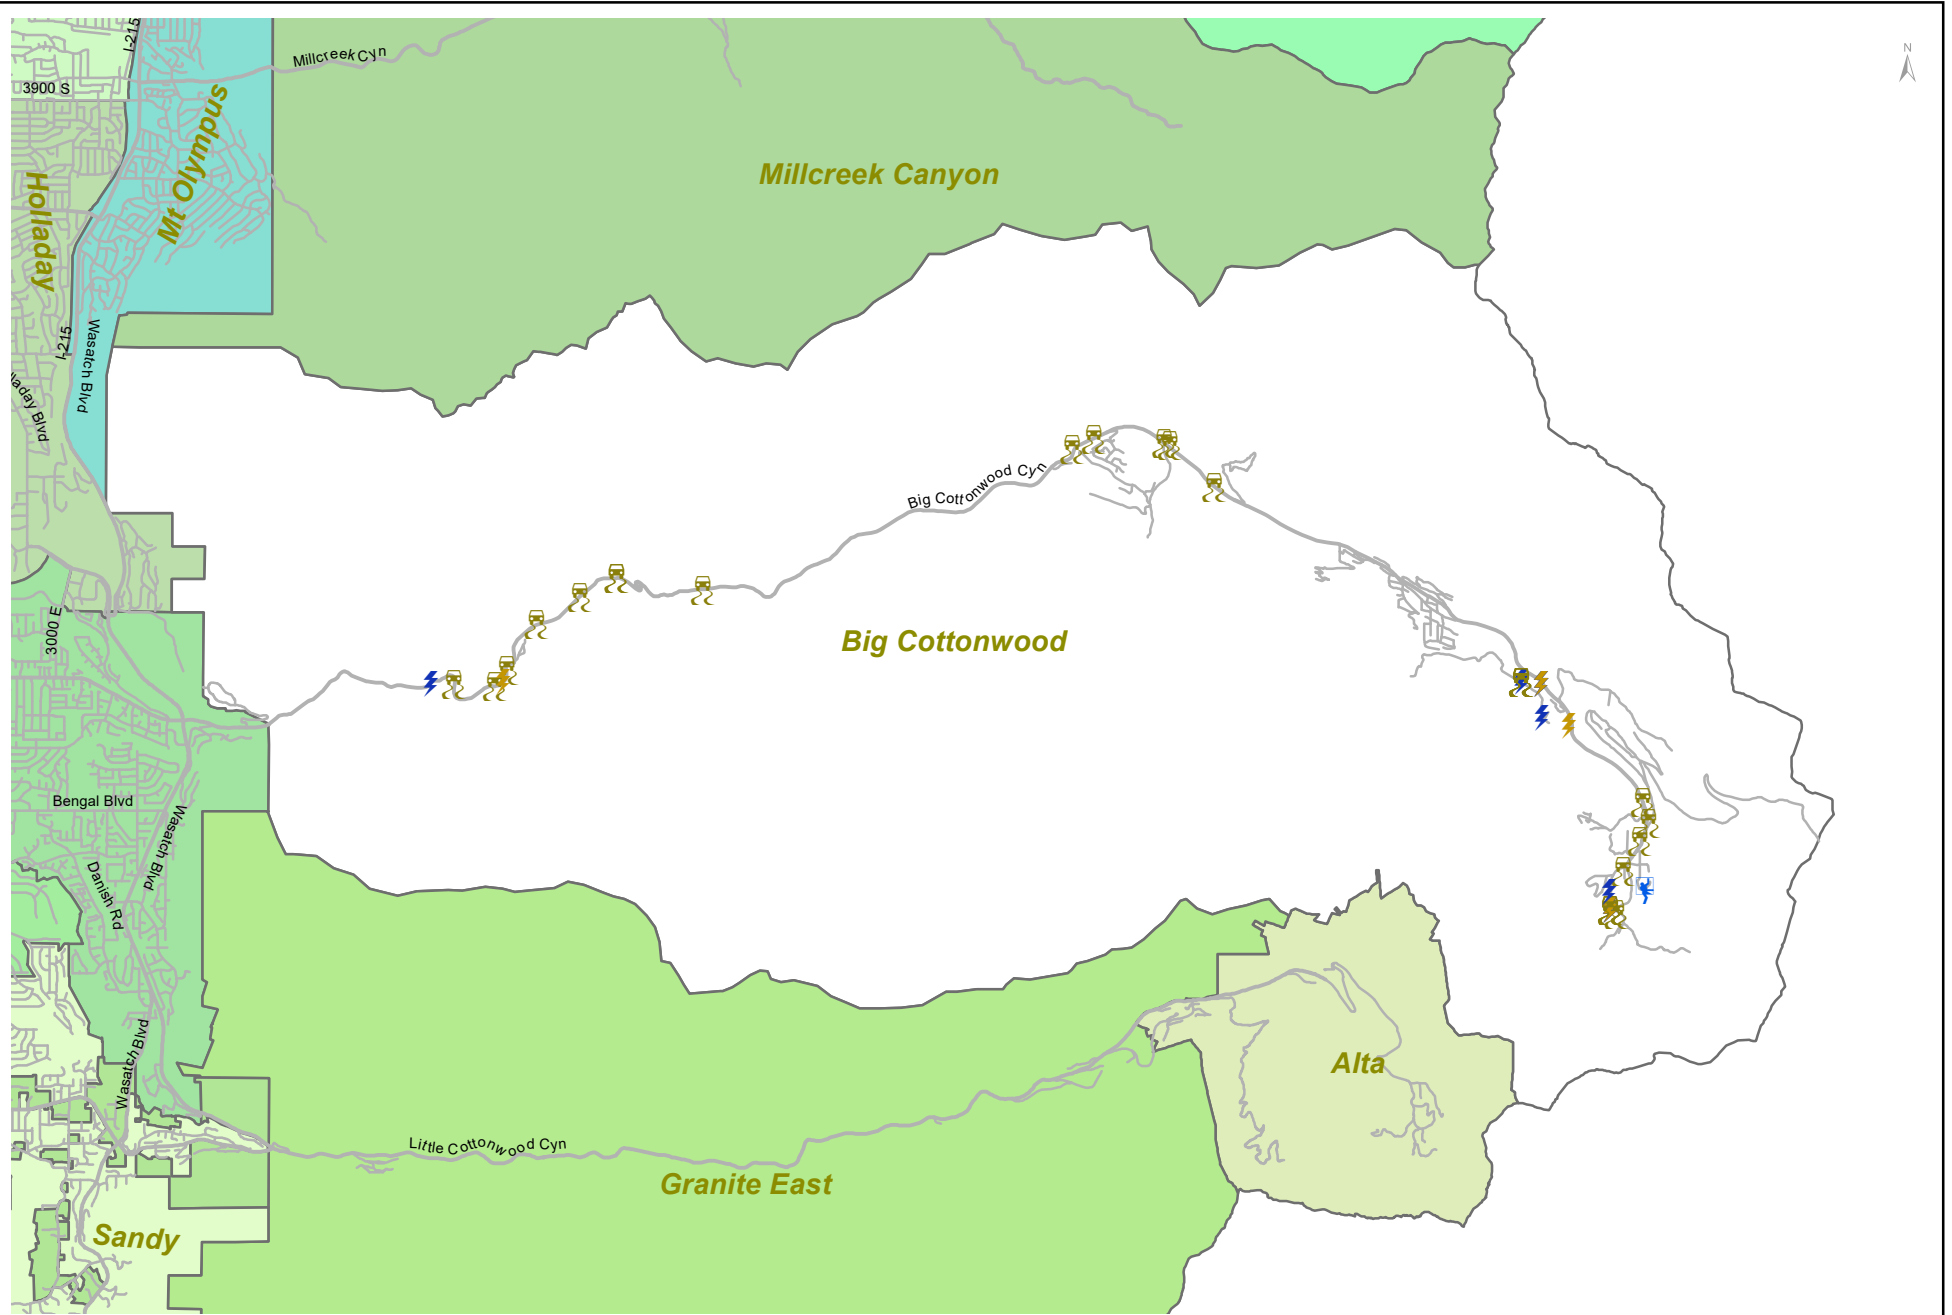 I-215
Millcreek Cyn
N
3900 S
Mt Olympus
Millcreek Canyon
Holladay
I-215
Wasatch Blvd
laday Blvd
Big Cottonwood Cyn
3000 E
Big Cottonwood
Bengal Blvd
Wasatch Blvd
Danish Rd
Wasatch Blvd
Alta
Little Cottonwood Cyn
Granite East
Sandy